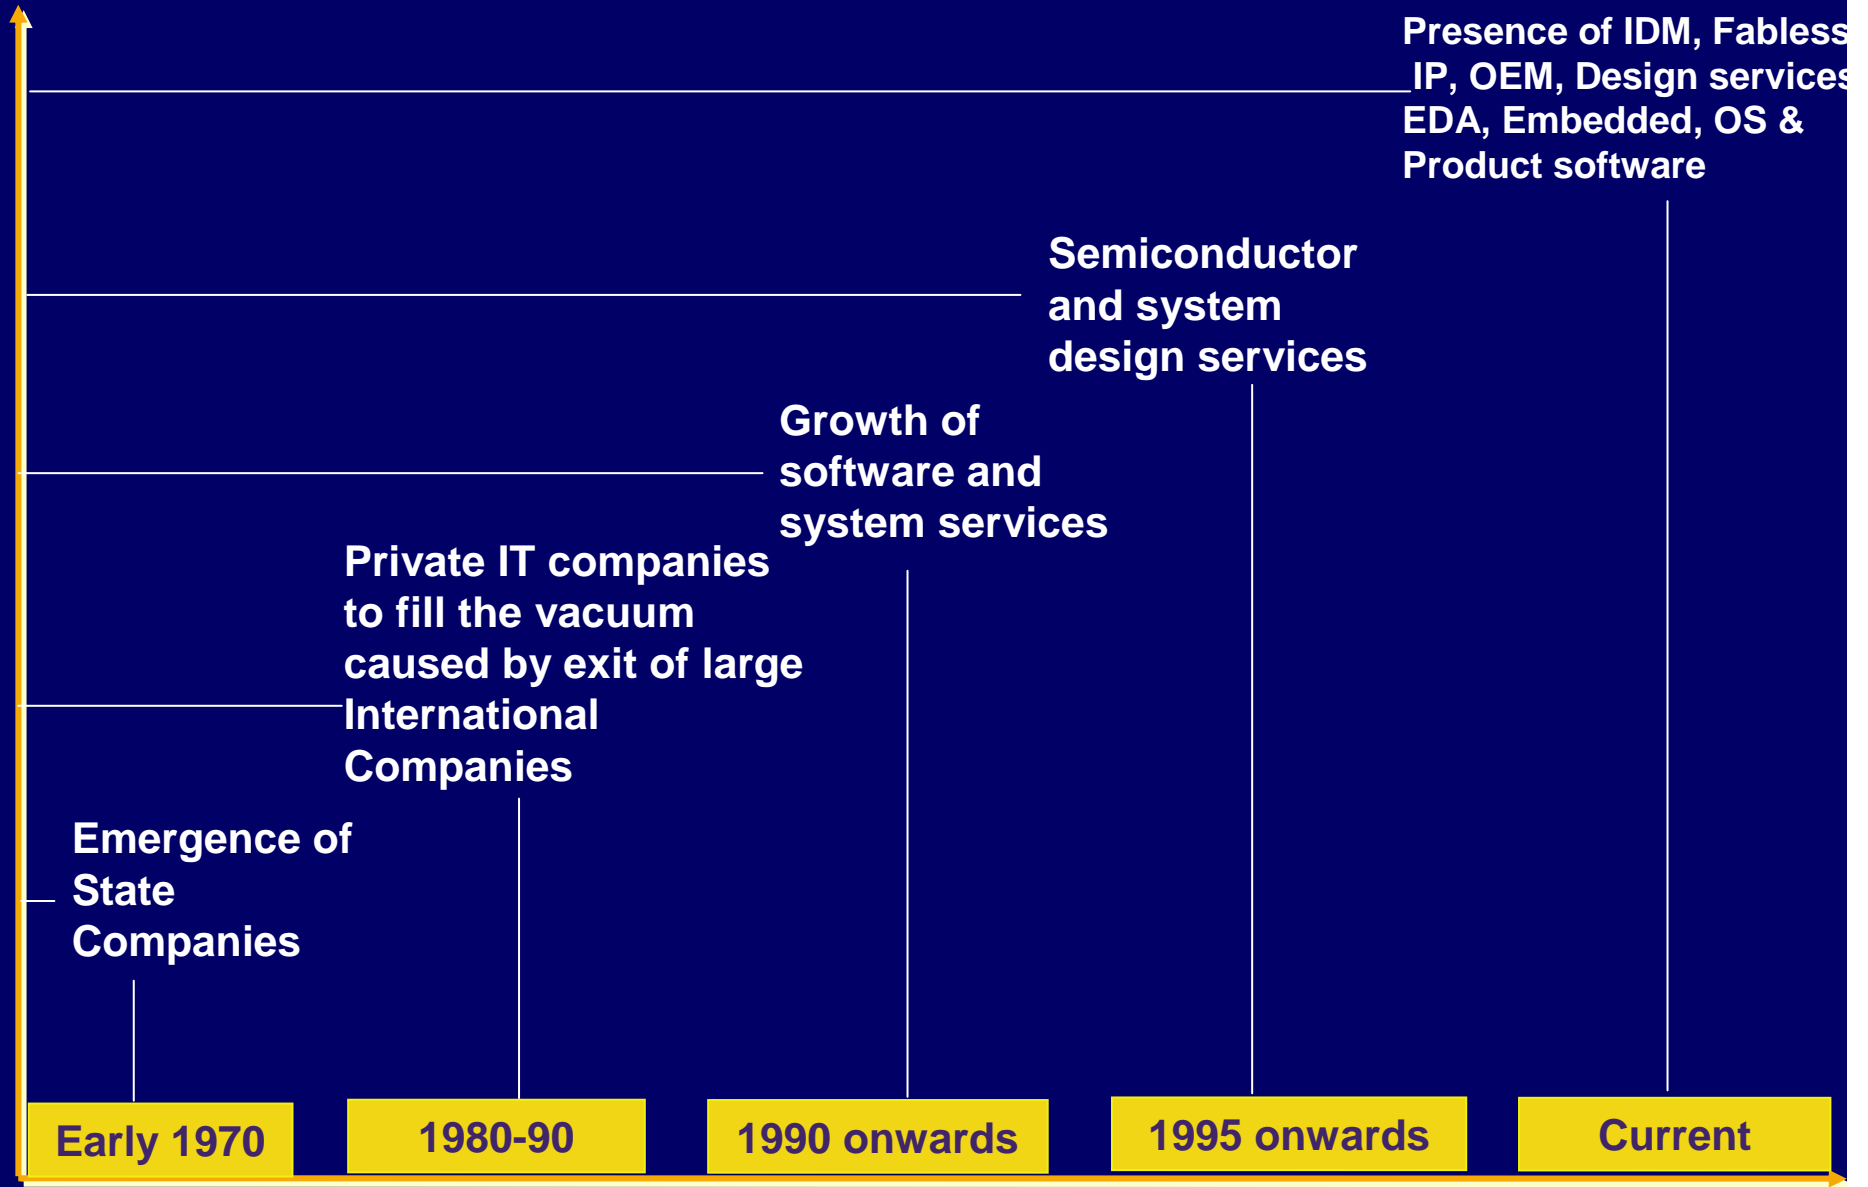 Presence of IDM, Fabless
IP, OEM, Design services
EDA, Embedded, OS &
Product software
Semiconductor
and system
design services
Growth of
software and
system services
Private IT companies
to fill the vacuum
caused by exit of large
International
Companies
Emergence of
State
Companies
Early 1970
1980-90
1990 onwards
1995 onwards
Current